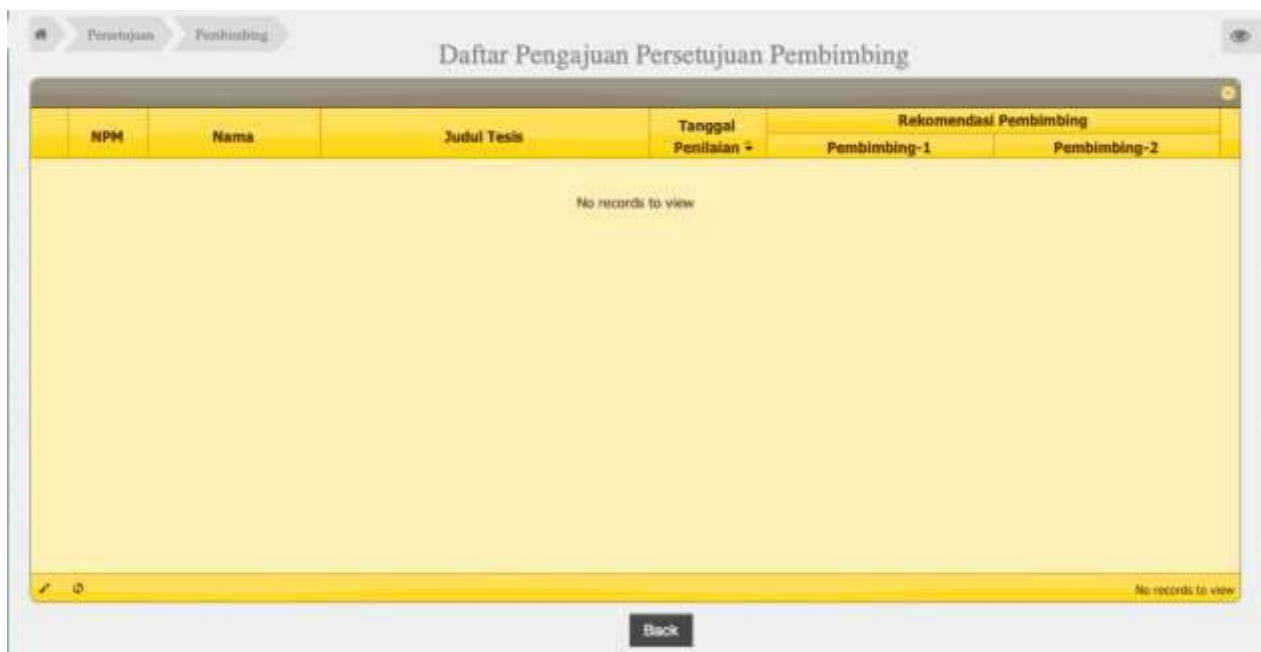 Persetujuan Pembimbing
Daftar Pengajuan Persetujuan Pembimbing
NPM Nama Judul Tesis Tanggal Penilaian Rekomendasi Pembimbing
Pembimbing-1 Pembimbing-2
No records to view
No records to view
Back